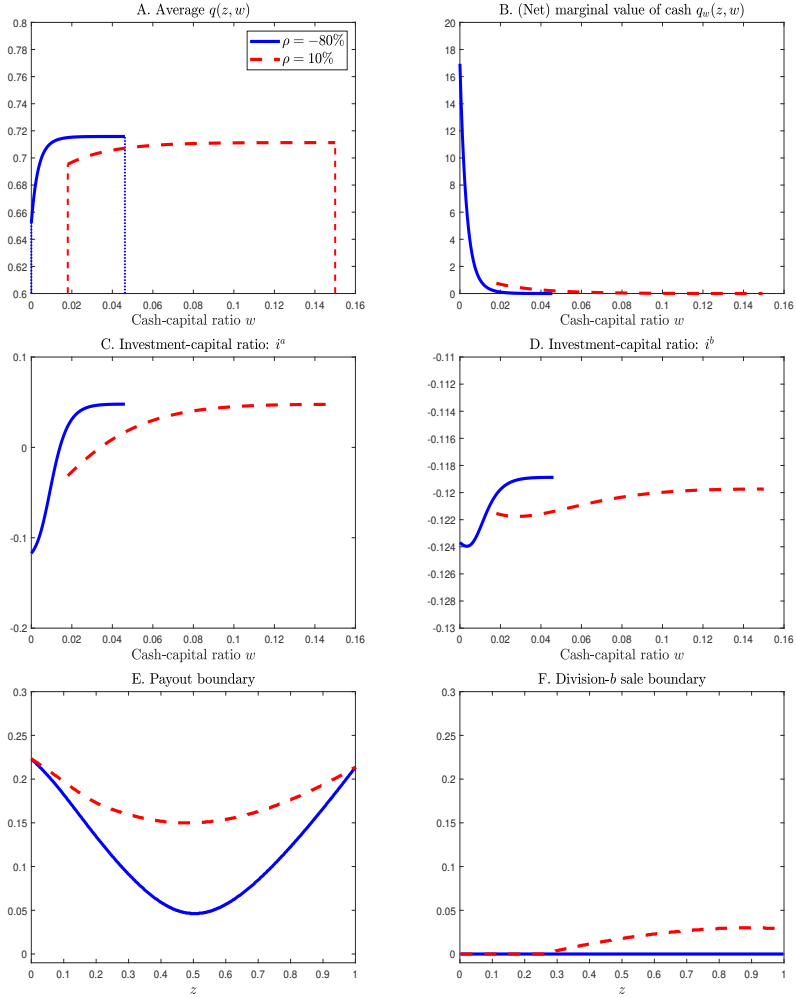 A. Average q(z, w)
0.8
0.78
0.76
0.74
0.72
0.7
0.68
0.66
0.64
0.62
0.6
ρ = −80%
ρ = 10%
0 0.02 0.04 0.06 0.08 0.1 0.12 0.14 0.16
Cash-capital ratio w
B. (Net) marginal value of cash q_w(z, w)
20
18
16
14
12
10
8
6
4
2
0
0 0.02 0.04 0.06 0.08 0.1 0.12 0.14 0.16
Cash-capital ratio w
C. Investment-capital ratio: i^a
0.1
0
-0.1
-0.2
0 0.02 0.04 0.06 0.08 0.1 0.12 0.14 0.16
Cash-capital ratio w
D. Investment-capital ratio: i^b
-0.11
-0.112
-0.114
-0.116
-0.118
-0.12
-0.122
-0.124
-0.126
-0.128
-0.13
0 0.02 0.04 0.06 0.08 0.1 0.12 0.14 0.16
Cash-capital ratio w
E. Payout boundary
0.3
0.25
0.2
0.15
0.1
0.05
0
0 0.1 0.2 0.3 0.4 0.5 0.6 0.7 0.8 0.9 1
z
F. Division-b sale boundary
0.3
0.25
0.2
0.15
0.1
0.05
0
0 0.1 0.2 0.3 0.4 0.5 0.6 0.7 0.8 0.9 1
z